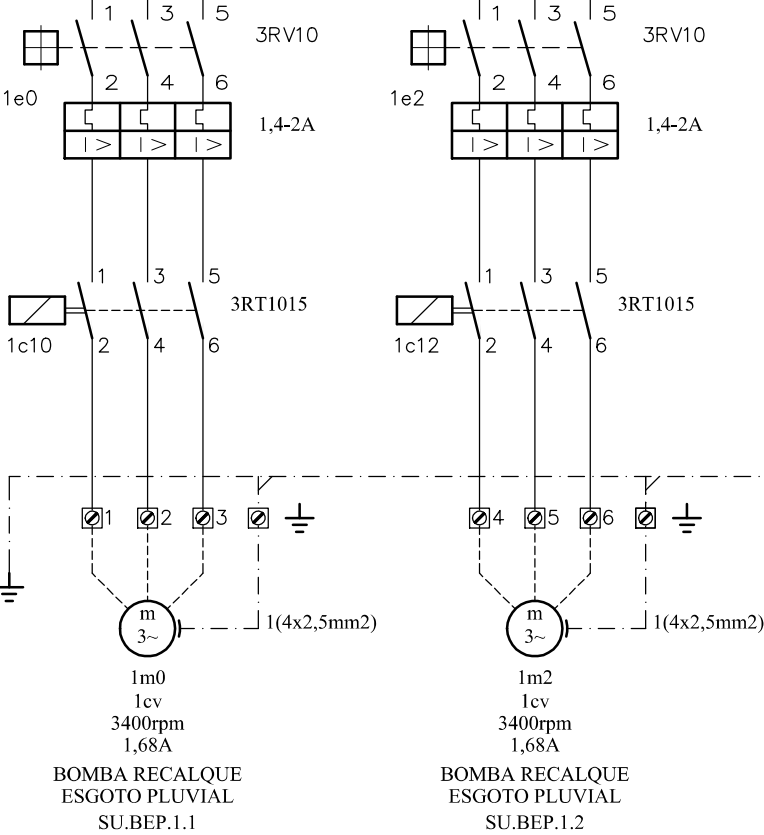 1 3 5 1 3 5
3RV10 3RV10
2 4 6 2 4 6
1e0 1e2
1,4-2A 1,4-2A
I> I> I> I> I> I>
1 3 5 1 3 5
3RT1015 3RT1015
1c10 2 4 6 1c12 2 4 6
1 2 3 4 5 6
m m
3~ 3~
1(4x2,5mm2) 1(4x2,5mm2)
1m0 1m2
1cv 1cv
3400rpm 3400rpm
1,68A 1,68A
BOMBA RECALQUE BOMBA RECALQUE
ESGOTO PLUVIAL ESGOTO PLUVIAL
SU.BEP.1.1 SU.BEP.1.2